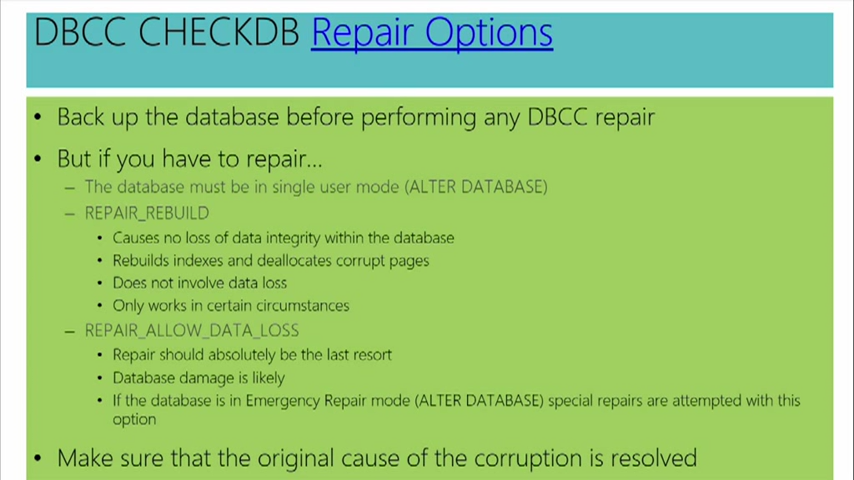 DBCC CHECKDB Repair Options
• Back up the database before performing any DBCC repair
• But if you have to repair...
– The database must be in single user mode (ALTER DATABASE)
– REPAIR_REBUILD
• Causes no loss of data integrity within the database
• Rebuilds indexes and deallocates corrupt pages
• Does not involve data loss
• Only works in certain circumstances
– REPAIR_ALLOW_DATA_LOSS
• Repair should absolutely be the last resort
• Database damage is likely
• If the database is in Emergency Repair mode (ALTER DATABASE) special repairs are attempted with this
option
• Make sure that the original cause of the corruption is resolved